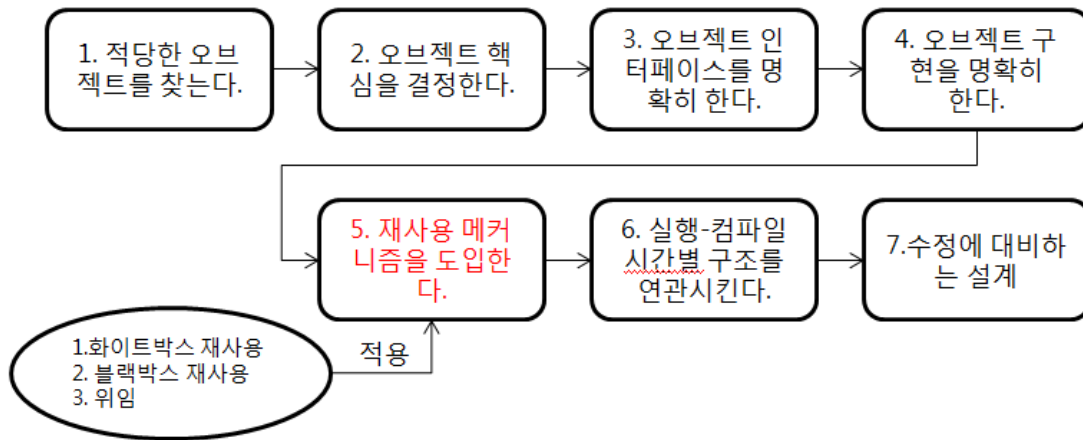 1. 적당한 오브
젝트를 찾는다.
2. 오브젝트 핵
심을 결정한다.
3. 오브젝트 인
터페이스를 명
확히 한다.
4. 오브젝트 구
현을 명확히
한다.
5. 재사용 메커
니즘을 도입한
다.
6. 실행-컴파일
시간별 구조를
연관시킨다.
7.수정에 대비하
는 설계
1.화이트박스 재사용
2. 블랙박스 재사용
3. 위임
적용